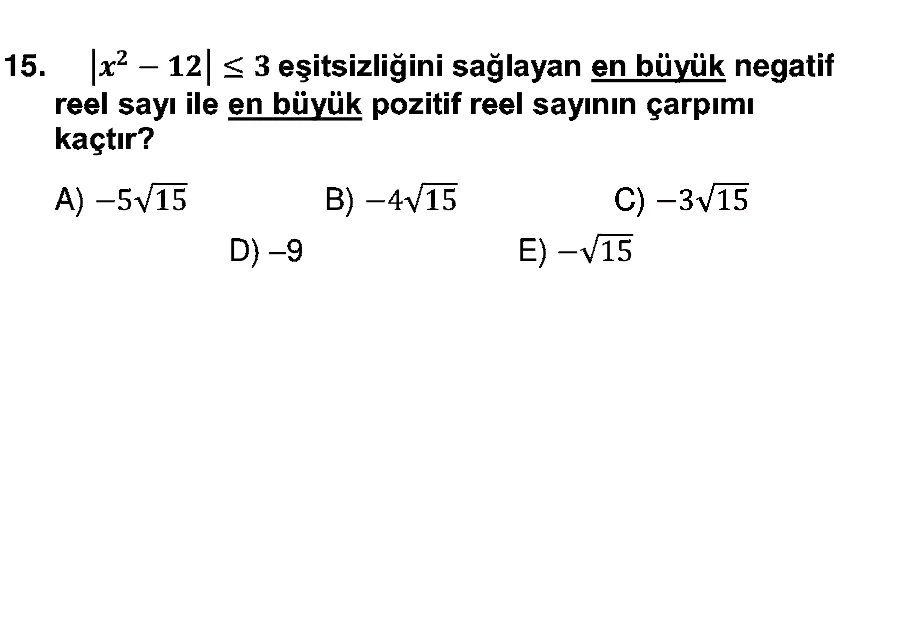 15. |x² − 12| ≤ 3 eşitsizliğini sağlayan en büyük negatif
reel sayı ile en büyük pozitif reel sayının çarpımı
kaçtır?
A) −5√15 B) −4√15 C) −3√15
D) −9 E) −√15